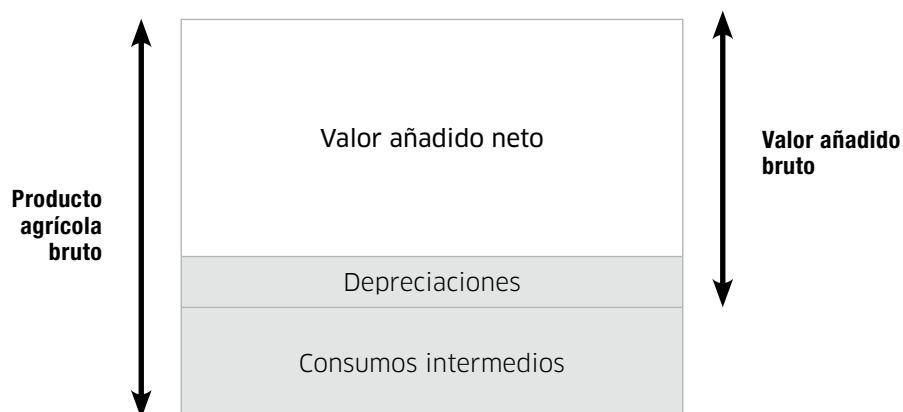 Valor añadido neto
Valor añadido
bruto
Producto
agrícola
bruto
Depreciaciones
Consumos intermedios